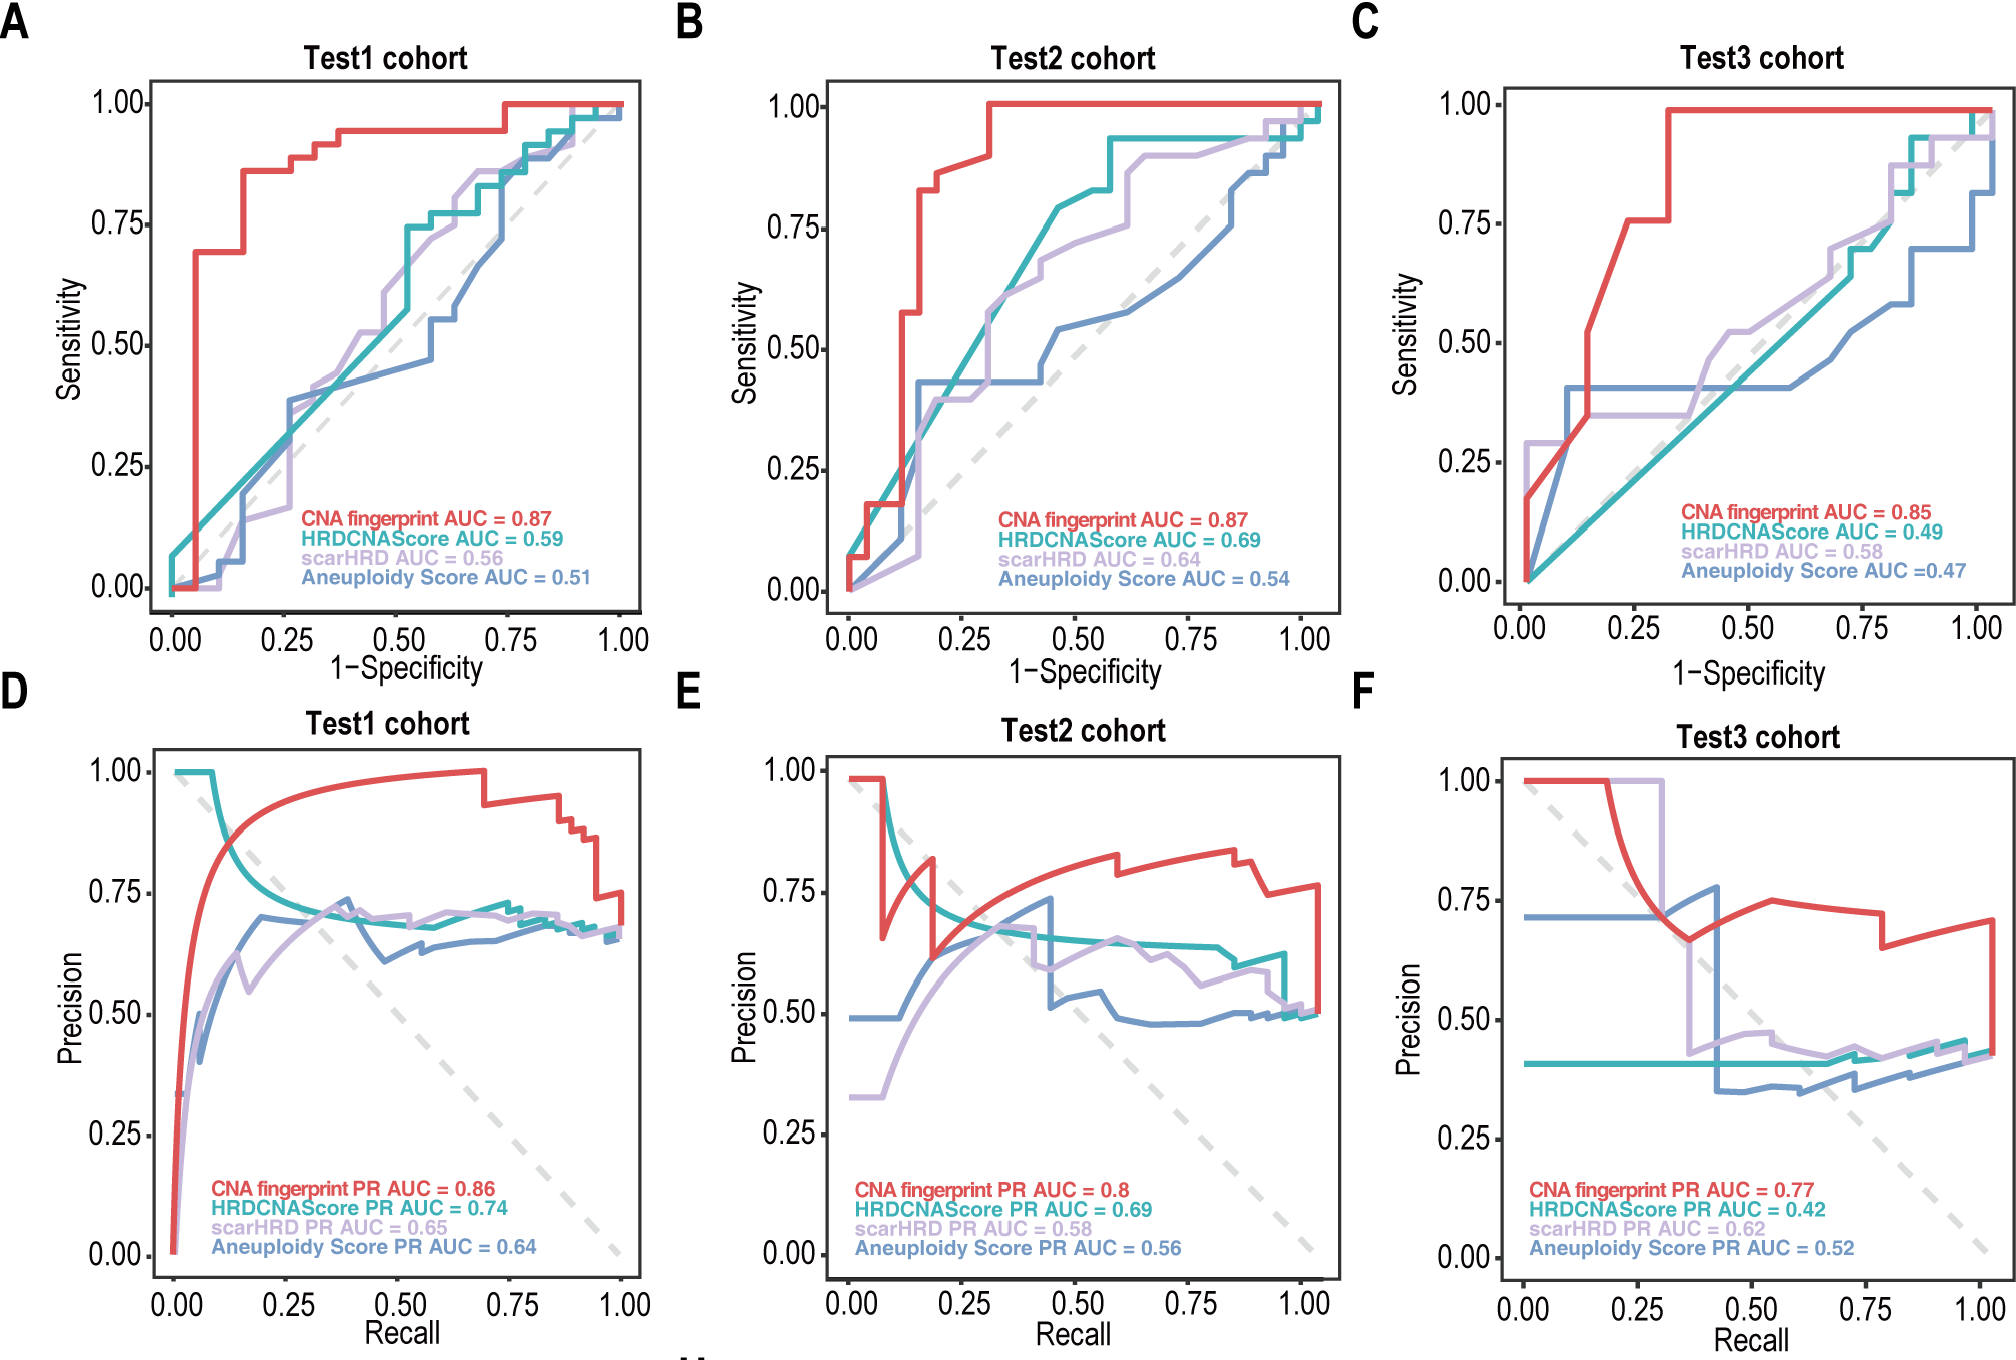 A
Test1 cohort
1.00
0.75
0.50
0.25
0.00
Sensitivity
CNA fingerprint AUC = 0.87
HRDCNAScore AUC = 0.59
scarHRD AUC = 0.56
Aneuploidy Score AUC = 0.51
0.00 0.25 0.50 0.75 1.00
1−Specificity
B
Test2 cohort
1.00
0.75
0.50
0.25
0.00
Sensitivity
CNA fingerprint AUC = 0.87
HRDCNAScore AUC = 0.69
scarHRD AUC = 0.64
Aneuploidy Score AUC = 0.54
0.00 0.25 0.50 0.75 1.00
1−Specificity
C
Test3 cohort
1.00
0.75
0.50
0.25
0.00
Sensitivity
CNA fingerprint AUC = 0.85
HRDCNAScore AUC = 0.49
scarHRD AUC = 0.58
Aneuploidy Score AUC =0.47
0.00 0.25 0.50 0.75 1.00
1−Specificity
D
Test1 cohort
1.00
0.75
0.50
0.25
0.00
Precision
CNA fingerprint PR AUC = 0.86
HRDCNAScore PR AUC = 0.74
scarHRD PR AUC = 0.65
Aneuploidy Score PR AUC = 0.64
0.00 0.25 0.50 0.75 1.00
Recall
E
Test2 cohort
1.00
0.75
0.50
0.25
0.00
Precision
CNA fingerprint PR AUC = 0.8
HRDCNAScore PR AUC = 0.69
scarHRD PR AUC = 0.58
Aneuploidy Score PR AUC = 0.56
0.00 0.25 0.50 0.75 1.00
Recall
F
Test3 cohort
1.00
0.75
0.50
0.25
0.00
Precision
CNA fingerprint PR AUC = 0.77
HRDCNAScore PR AUC = 0.42
scarHRD PR AUC = 0.62
Aneuploidy Score PR AUC = 0.52
0.00 0.25 0.50 0.75 1.00
Recall